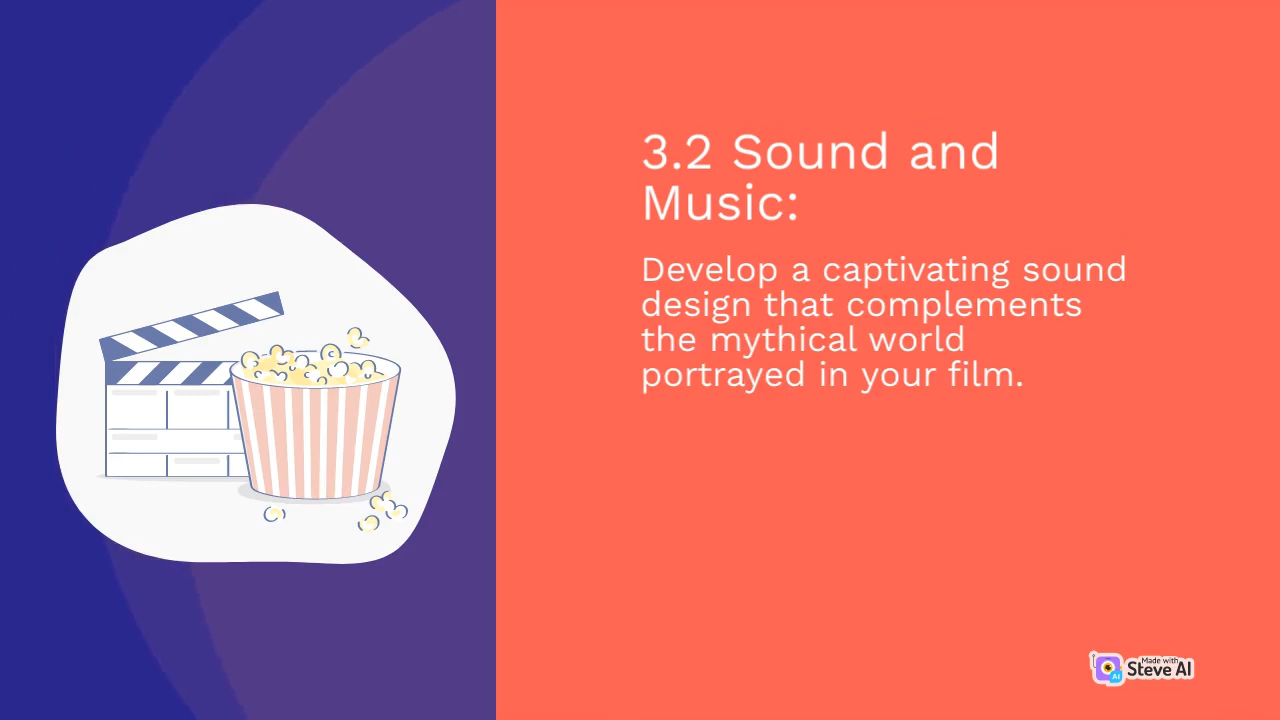 3.2 Sound and
Music:
Develop a captivating sound
design that complements
the mythical world
portrayed in your film.
Made with
Steve AI
AI